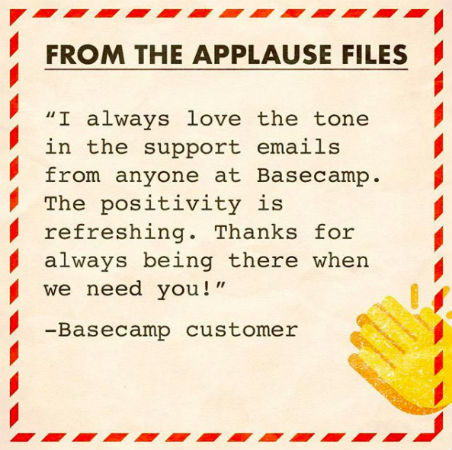 FROM THE APPLAUSE FILES
“I always love the tone
in the support emails
from anyone at Basecamp.
The positivity is
refreshing. Thanks for
always being there when
we need you!”
–Basecamp customer